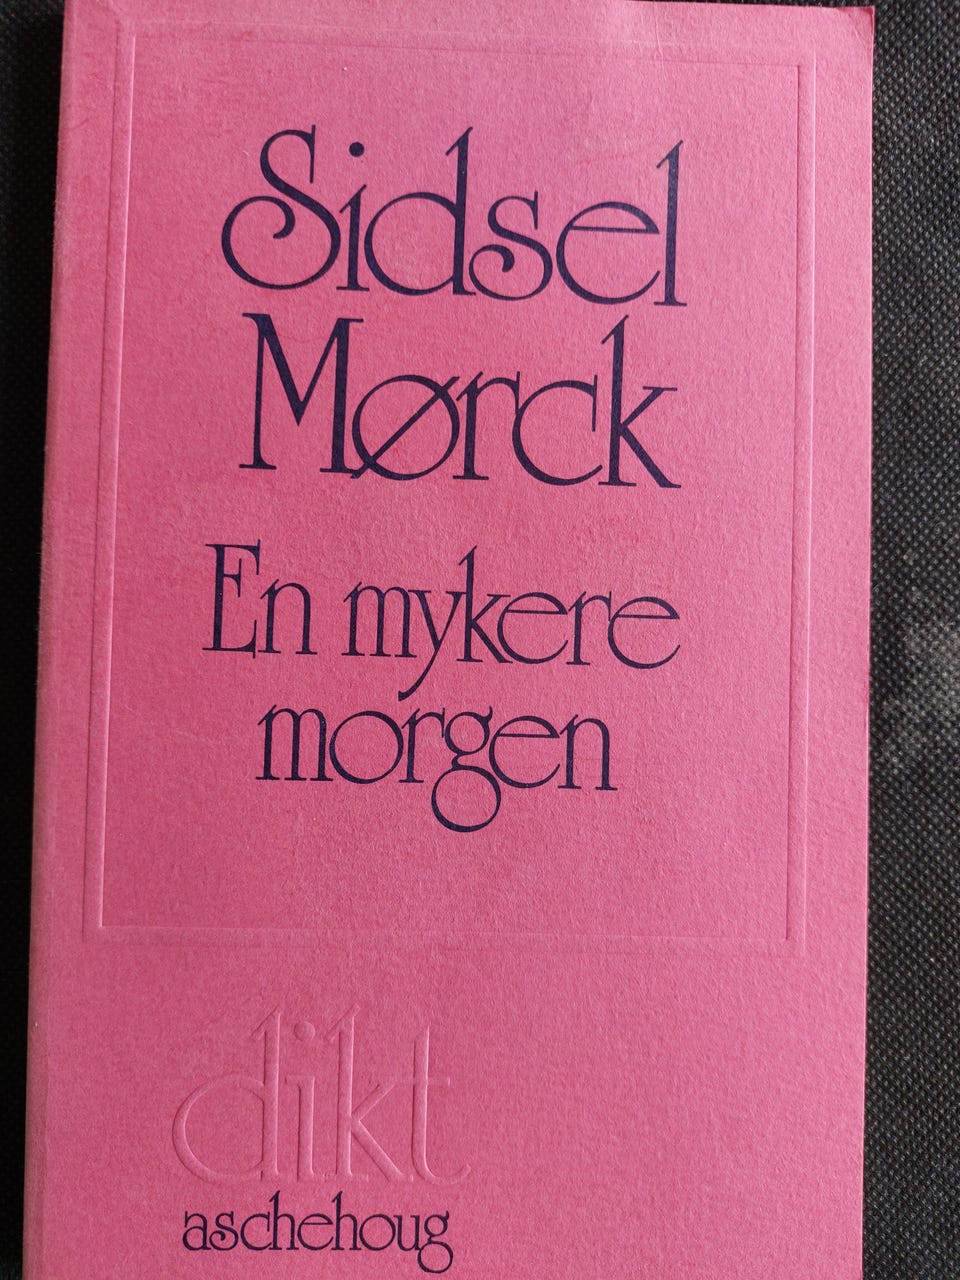 Sidsel
Mørck
En mykere
morgen
dikt
aschehoug